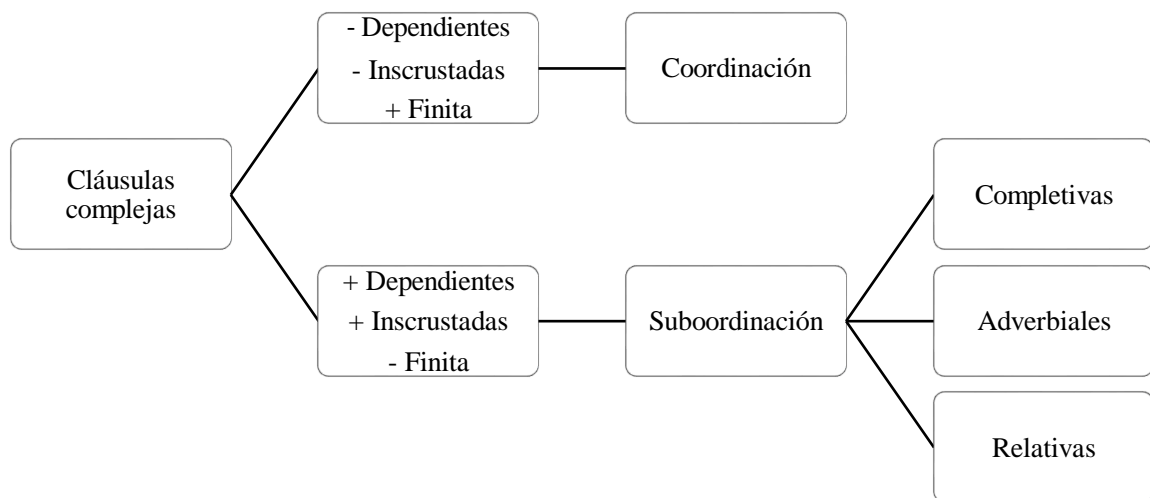 Cláusulas
complejas
- Dependientes
- Inscrustadas
+ Finita
Coordinación
+ Dependientes
+ Inscrustadas
- Finita
Suboordinación
Completivas
Adverbiales
Relativas